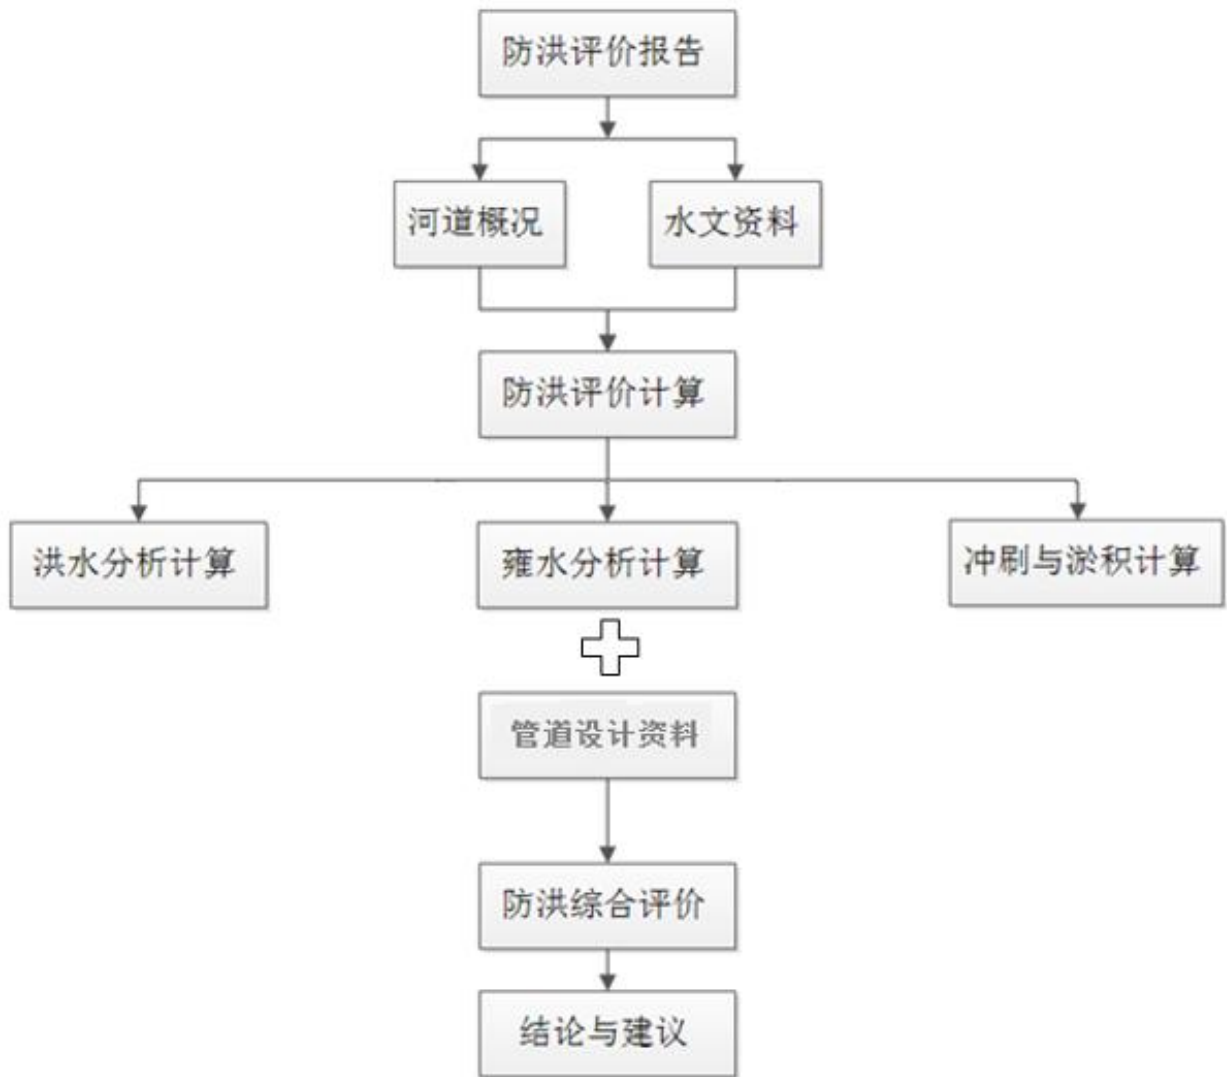 防洪评价报告
河道概况
水文资料
防洪评价计算
洪水分析计算
雍水分析计算
冲刷与淤积计算
管道设计资料
防洪综合评价
结论与建议